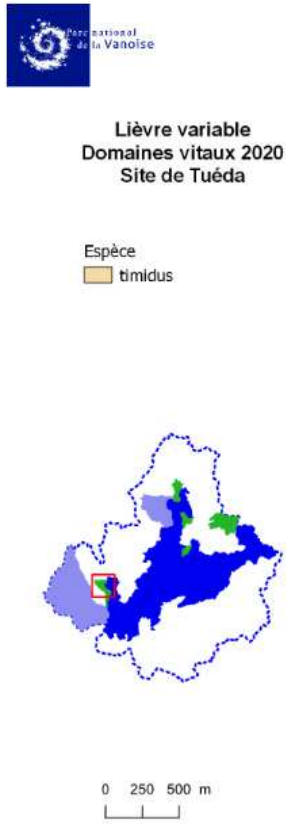 Parc national
de la Vanoise
Lièvre variable
Domaines vitaux 2020
Site de Tuéda
Espèce
timidus
0 250 500 m